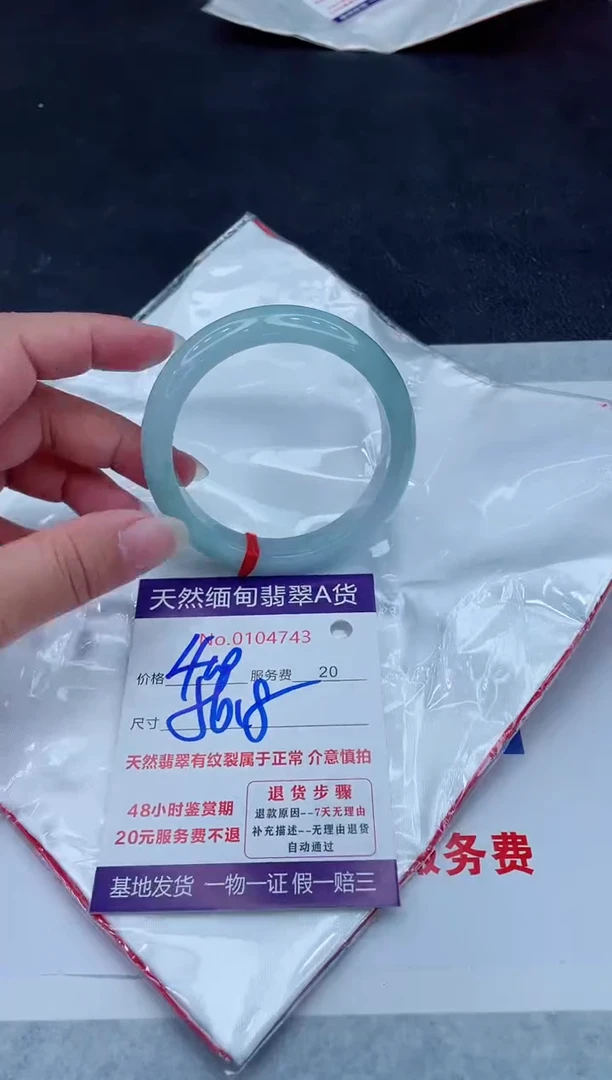 天然缅甸翡翠A货
No.0104743
价格 服务费 20
尺寸
天然翡翠有纹裂属于正常 介意慎拍
48小时鉴赏期
20元服务费不退
退货步骤
退款原因--7天无理由
补充描述--无理由退货
自动通过
基地发货 一物一证 假一赔三
服务费